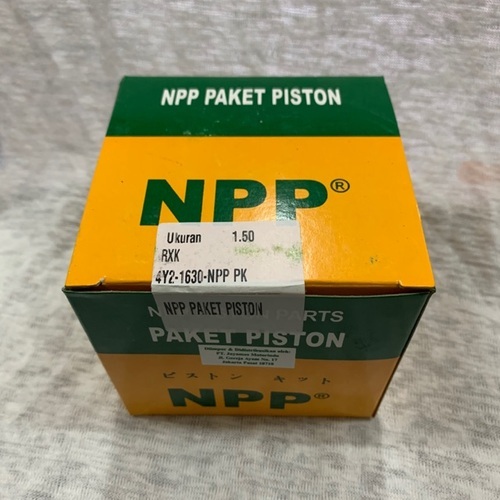 NPP PAKET PISTON
NPP®
Ukuran 1.50
RXK
4Y2-1630-NPP PK
NPP PAKET PISTON
PARTS
PAKET PISTON
ピストン キット
NPP®